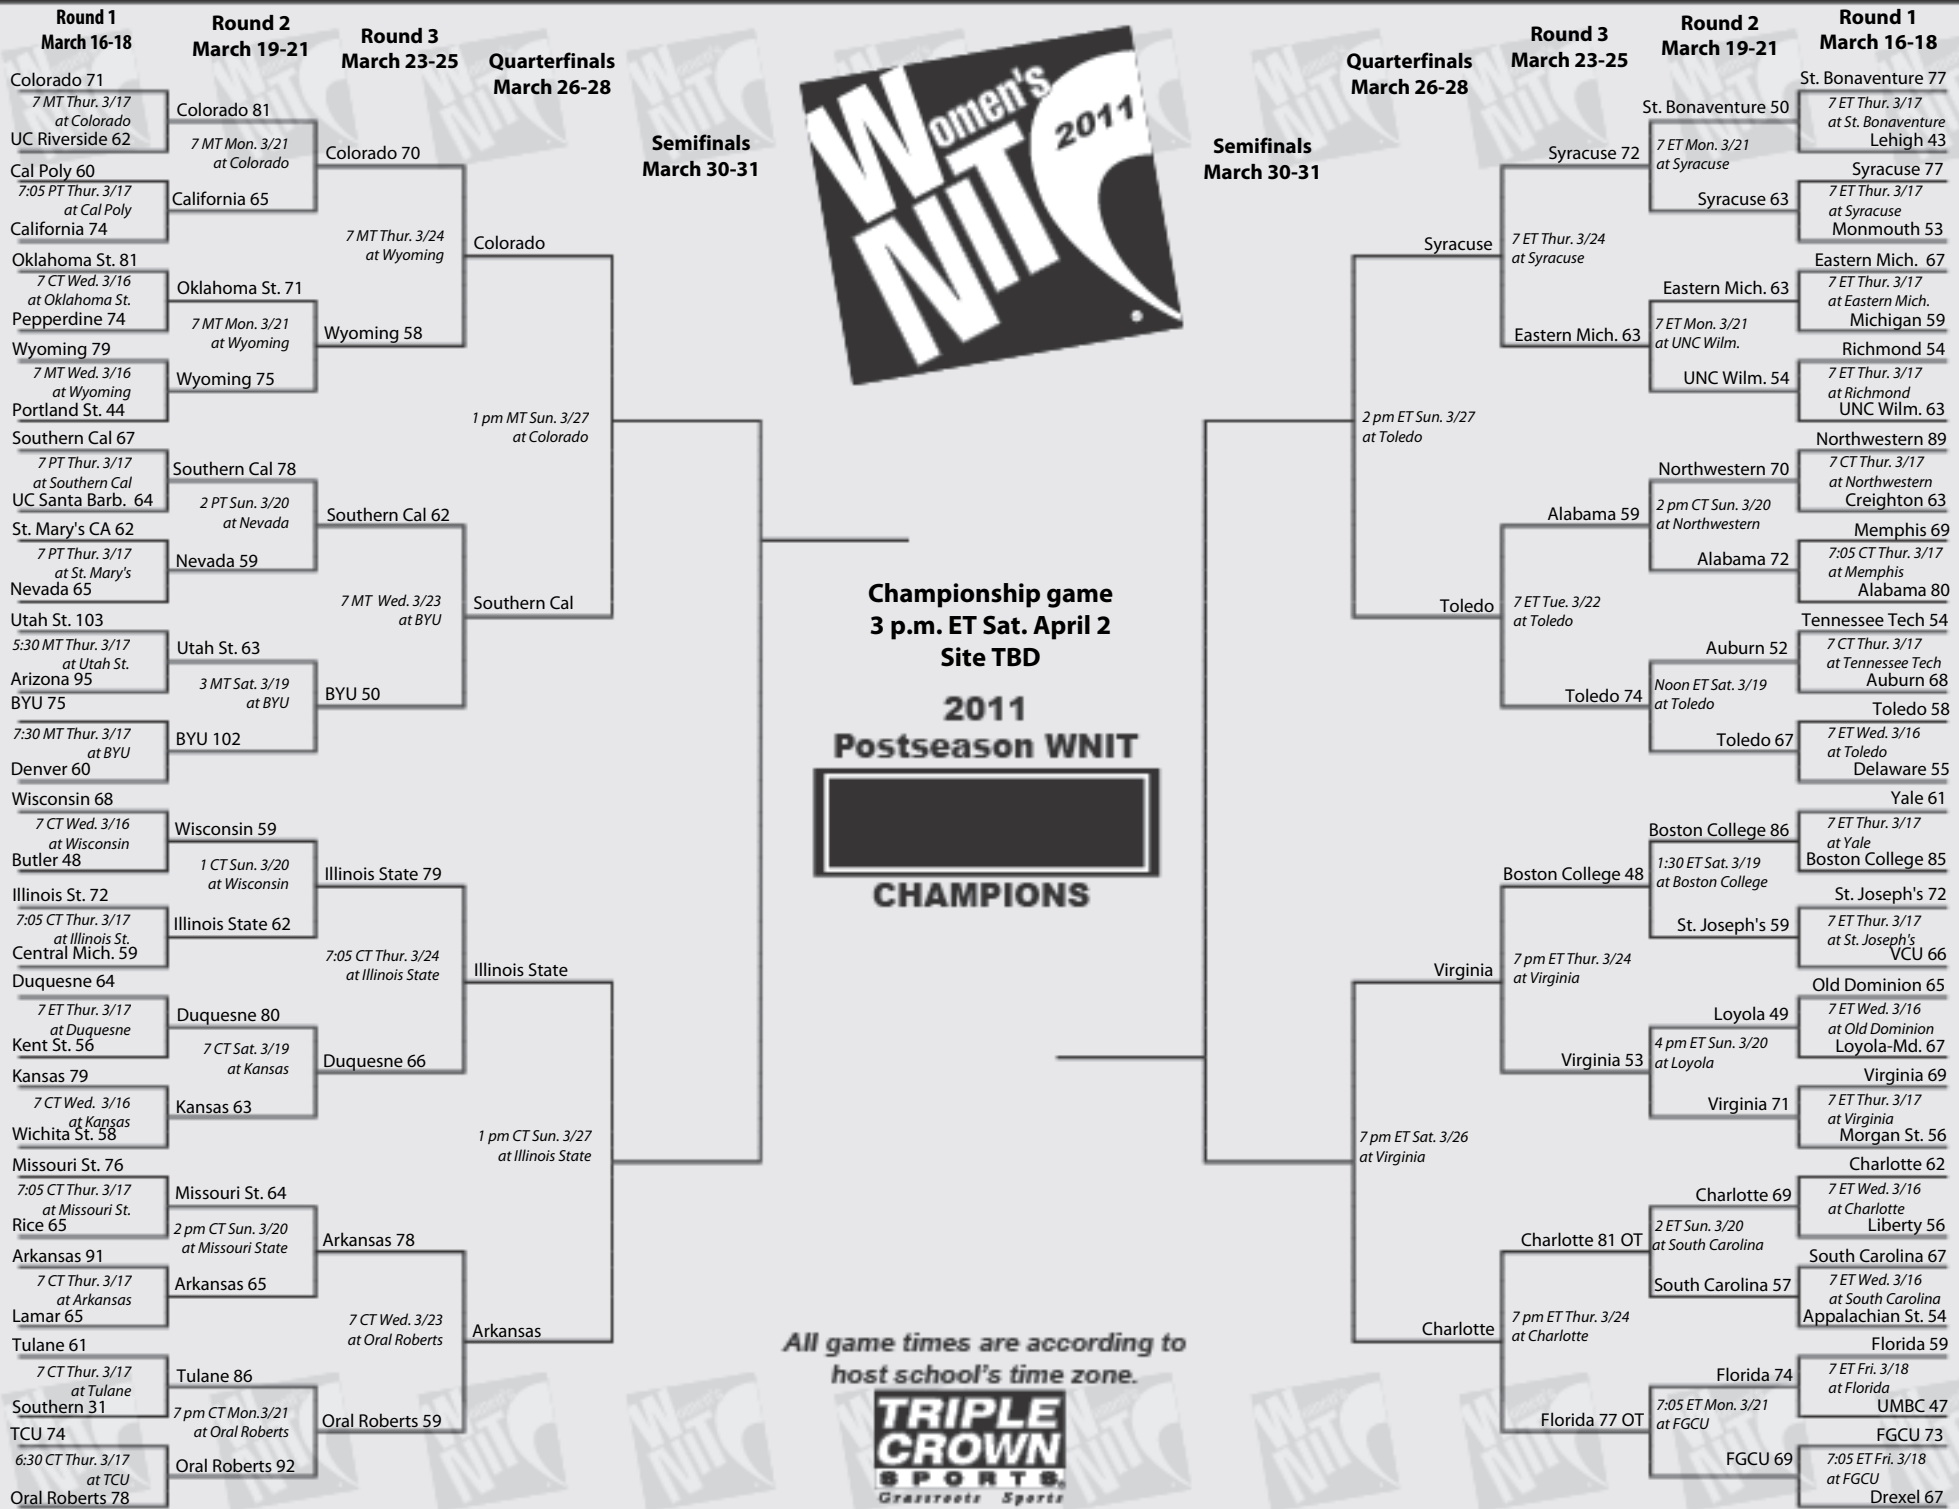 Round 1
March 16-18
Round 2
March 19-21
Round 3
March 23-25
Quarterfinals
March 26-28
Semifinals
March 30-31
Colorado 71
7 MT Thur. 3/17
at Colorado
UC Riverside 62
Cal Poly 60
7:05 PT Thur. 3/17
at Cal Poly
California 74
Oklahoma St. 81
7 CT Wed. 3/16
at Oklahoma St.
Pepperdine 74
Wyoming 79
7 MT Wed. 3/16
at Wyoming
Portland St. 44
Southern Cal 67
7 PT Thur. 3/17
at Southern Cal
UC Santa Barb. 64
St. Mary's CA 62
7 PT Thur. 3/17
at St. Mary's
Nevada 65
Utah St. 103
5:30 MT Thur. 3/17
at Utah St.
Arizona 95
BYU 75
7:30 MT Thur. 3/17
at BYU
Denver 60
Wisconsin 68
7 CT Wed. 3/16
at Wisconsin
Butler 48
Illinois St. 72
7:05 CT Thur. 3/17
at Illinois St.
Central Mich. 59
Duquesne 64
7 ET Thur. 3/17
at Duquesne
Kent St. 56
Kansas 79
7 CT Wed. 3/16
at Kansas
Wichita St. 58
Missouri St. 76
7:05 CT Thur. 3/17
at Missouri St.
Rice 65
Arkansas 91
7 CT Thur. 3/17
at Arkansas
Lamar 65
Tulane 61
7 CT Thur. 3/17
at Tulane
Southern 31
TCU 74
6:30 CT Thur. 3/17
at TCU
Oral Roberts 78
Colorado 81
7 MT Mon. 3/21
at Colorado
California 65
Oklahoma St. 71
7 MT Mon. 3/21
at Wyoming
Wyoming 75
Southern Cal 78
2 PT Sun. 3/20
at Nevada
Nevada 59
Utah St. 63
3 MT Sat. 3/19
at BYU
BYU 102
Wisconsin 59
1 CT Sun. 3/20
at Wisconsin
Illinois State 62
Duquesne 80
7 CT Sat. 3/19
at Kansas
Kansas 63
Missouri St. 64
2 pm CT Sun. 3/20
at Missouri State
Arkansas 65
Tulane 86
7 pm CT Mon.3/21
at Oral Roberts
Oral Roberts 92
Colorado 70
7 MT Thur. 3/24
at Wyoming
Wyoming 58
Southern Cal 62
7 MT Wed. 3/23
at BYU
BYU 50
Illinois State 79
7:05 CT Thur. 3/24
at Illinois State
Duquesne 66
Arkansas 78
7 CT Wed. 3/23
at Oral Roberts
Oral Roberts 59
Colorado
1 pm MT Sun. 3/27
at Colorado
Southern Cal
Illinois State
1 pm CT Sun. 3/27
at Illinois State
Arkansas
Women's
NIT
2011
Championship game
3 p.m. ET Sat. April 2
Site TBD
2011
Postseason WNIT
CHAMPIONS
All game times are according to
host school's time zone.
TRIPLE
CROWN
SPORTS
Grassroots Sports
Semifinals
March 30-31
Quarterfinals
March 26-28
Round 3
March 23-25
Round 2
March 19-21
Round 1
March 16-18
Syracuse
2 pm ET Sun. 3/27
at Toledo
Toledo
Virginia
7 pm ET Sat. 3/26
at Virginia
Charlotte
Syracuse 72
7 ET Thur. 3/24
at Syracuse
Eastern Mich. 63
Alabama 59
7 ET Tue. 3/22
at Toledo
Toledo 74
Boston College 48
7 pm ET Thur. 3/24
at Virginia
Virginia 53
Charlotte 81 OT
7 pm ET Thur. 3/24
at Charlotte
Florida 77 OT
St. Bonaventure 50
7 ET Mon. 3/21
at Syracuse
Syracuse 63
Eastern Mich. 63
7 ET Mon. 3/21
at UNC Wilm.
UNC Wilm. 54
Northwestern 70
2 pm CT Sun. 3/20
at Northwestern
Alabama 72
Auburn 52
Noon ET Sat. 3/19
at Toledo
Toledo 67
Boston College 86
1:30 ET Sat. 3/19
at Boston College
St. Joseph's 59
Loyola 49
4 pm ET Sun. 3/20
at Loyola
Virginia 71
Charlotte 69
2 ET Sun. 3/20
at South Carolina
South Carolina 57
Florida 74
7:05 ET Mon. 3/21
at FGCU
FGCU 69
St. Bonaventure 77
7 ET Thur. 3/17
at St. Bonaventure
Lehigh 43
Syracuse 77
7 ET Thur. 3/17
at Syracuse
Monmouth 53
Eastern Mich. 67
7 ET Thur. 3/17
at Eastern Mich.
Michigan 59
Richmond 54
7 ET Thur. 3/17
at Richmond
UNC Wilm. 63
Northwestern 89
7 CT Thur. 3/17
at Northwestern
Creighton 63
Memphis 69
7:05 CT Thur. 3/17
at Memphis
Alabama 80
Tennessee Tech 54
7 CT Thur. 3/17
at Tennessee Tech
Auburn 68
Toledo 58
7 ET Wed. 3/16
at Toledo
Delaware 55
Yale 61
7 ET Thur. 3/17
at Yale
Boston College 85
St. Joseph's 72
7 ET Thur. 3/17
at St. Joseph's
VCU 66
Old Dominion 65
7 ET Wed. 3/16
at Old Dominion
Loyola-Md. 67
Virginia 69
7 ET Thur. 3/17
at Virginia
Morgan St. 56
Charlotte 62
7 ET Wed. 3/16
at Charlotte
Liberty 56
South Carolina 67
7 ET Wed. 3/16
at South Carolina
Appalachian St. 54
Florida 59
7 ET Fri. 3/18
at Florida
UMBC 47
FGCU 73
7:05 ET Fri. 3/18
at FGCU
Drexel 67